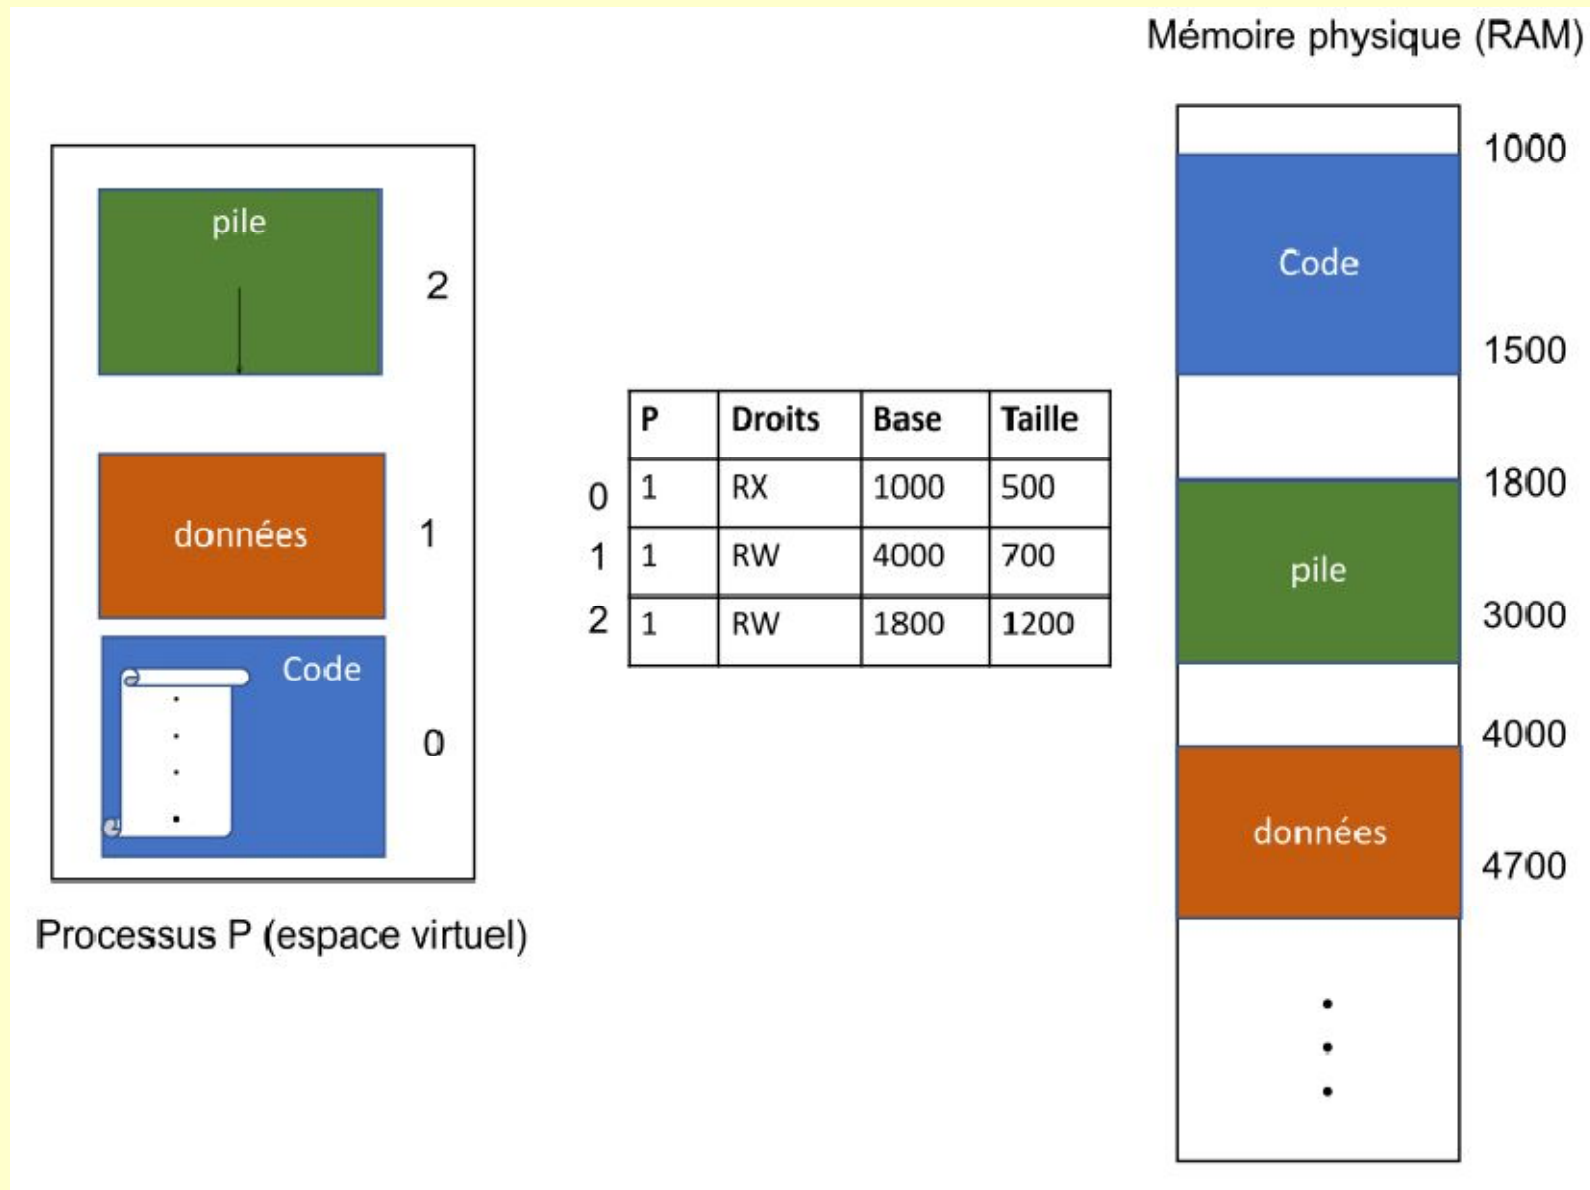 Mémoire physique (RAM)
pile
2
données
1
Code
0
Processus P (espace virtuel)
P Droits Base Taille
0 1 RX 1000 500
1 1 RW 4000 700
2 1 RW 1800 1200
1000
Code
1500
1800
pile
3000
4000
données
4700